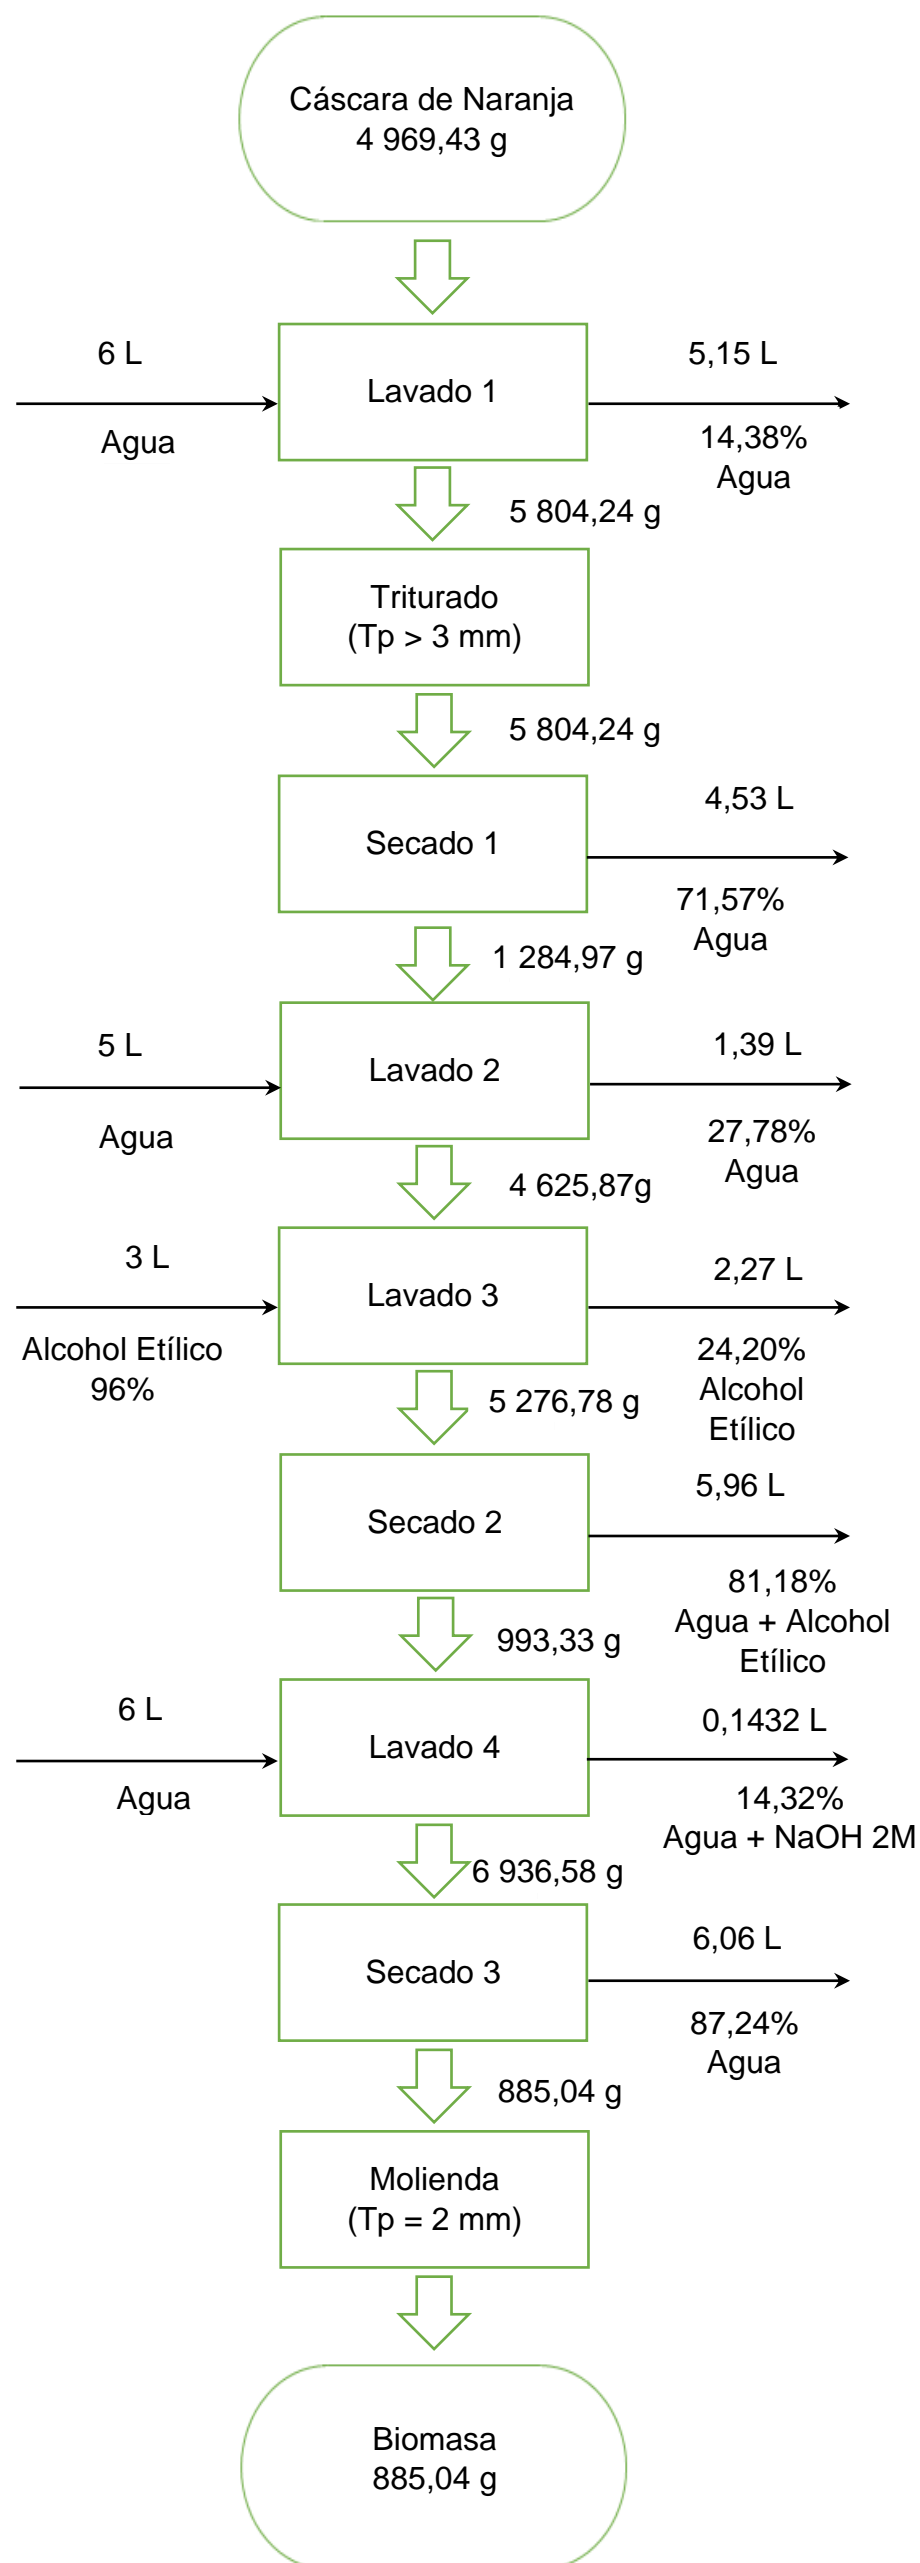 Cáscara de Naranja
4 969,43 g
6 L
Agua
Lavado 1
5,15 L
14,38%
Agua
5 804,24 g
Triturado
(Tp > 3 mm)
5 804,24 g
Secado 1
4,53 L
71,57%
Agua
1 284,97 g
5 L
Agua
Lavado 2
1,39 L
27,78%
Agua
4 625,87g
3 L
Alcohol Etílico
96%
Lavado 3
2,27 L
24,20%
Alcohol
Etílico
5 276,78 g
Secado 2
5,96 L
81,18%
Agua + Alcohol
Etílico
993,33 g
6 L
Agua
Lavado 4
0,1432 L
14,32%
Agua + NaOH 2M
6 936,58 g
Secado 3
6,06 L
87,24%
Agua
885,04 g
Molienda
(Tp = 2 mm)
Biomasa
885,04 g